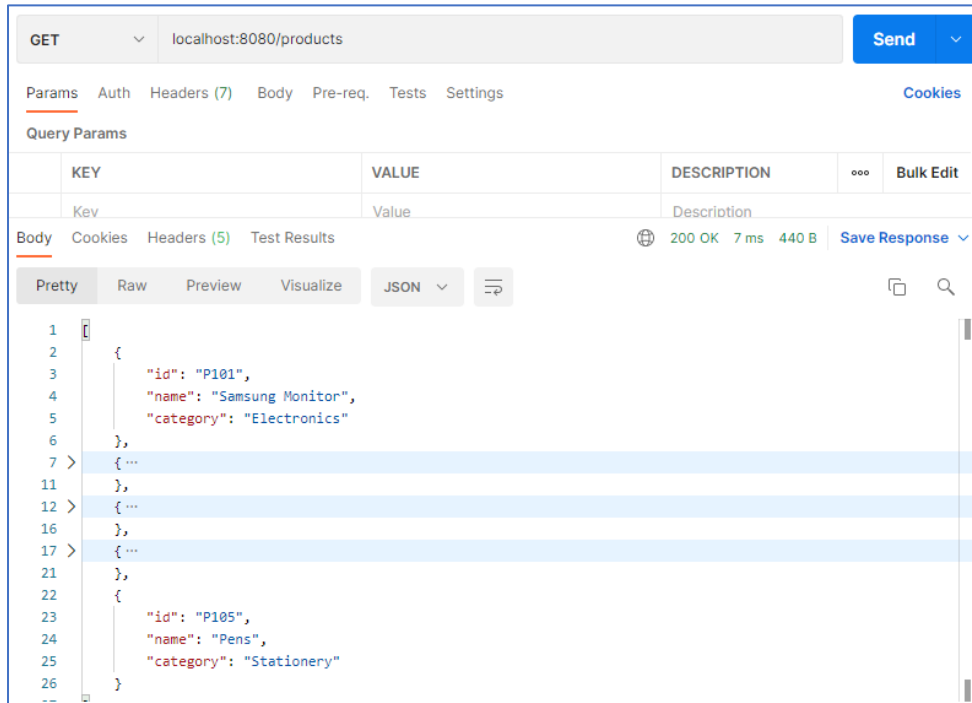 GET localhost:8080/products Send
Params Auth Headers (7) Body Pre-req. Tests Settings Cookies
Query Params
KEY VALUE DESCRIPTION ooo Bulk Edit
Key Value Description
Body Cookies Headers (5) Test Results 200 OK 7 ms 440 B Save Response
Pretty Raw Preview Visualize JSON
1 [
2 {
3 "id": "P101",
4 "name": "Samsung Monitor",
5 "category": "Electronics"
6 },
7 { ...
11 },
12 { ...
16 },
17 { ...
21 },
22 {
23 "id": "P105",
24 "name": "Pens",
25 "category": "Stationery"
26 }